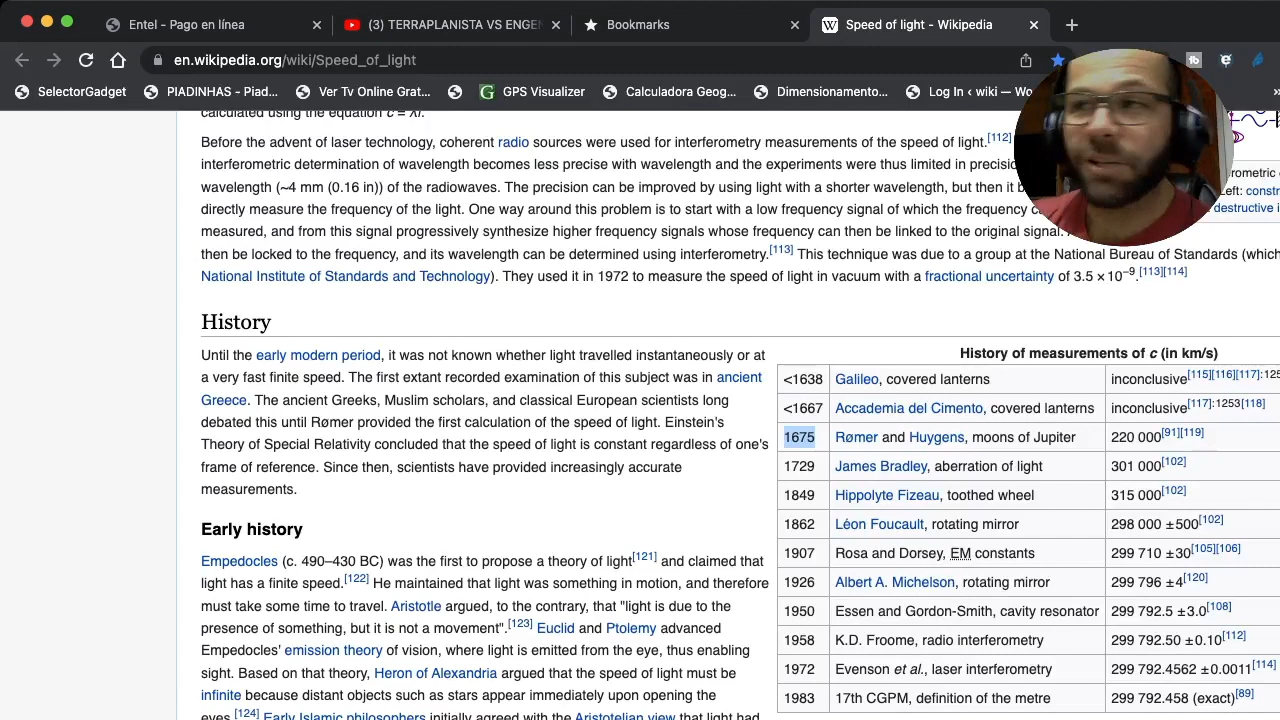 Entel - Pago en línea
(3) TERRAPLANISTA VS ENGEN
Bookmarks
Speed of light - Wikipedia
en.wikipedia.org/wiki/Speed_of_light
SelectorGadget
PIADINHAS - Piad...
Ver Tv Online Grat...
GPS Visualizer
Calculadora Geog...
Dimensionamento...
Log In ‹ wiki — Wo
calculated using the equation c = λf.
Before the advent of laser technology, coherent radio sources were used for interferometry measurements of the speed of light.[112]
interferometric determination of wavelength becomes less precise with wavelength and the experiments were thus limited in precisio
wavelength (~4 mm (0.16 in)) of the radiowaves. The precision can be improved by using light with a shorter wavelength, but then it b
directly measure the frequency of the light. One way around this problem is to start with a low frequency signal of which the frequency c
measured, and from this signal progressively synthesize higher frequency signals whose frequency can then be linked to the original signal.
then be locked to the frequency, and its wavelength can be determined using interferometry.[113] This technique was due to a group at the National Bureau of Standards (which
National Institute of Standards and Technology). They used it in 1972 to measure the speed of light in vacuum with a fractional uncertainty of 3.5 × 10−9.[113][114]
Left: const
destructive i
History
Until the early modern period, it was not known whether light travelled instantaneously or at
a very fast finite speed. The first extant recorded examination of this subject was in ancient
Greece. The ancient Greeks, Muslim scholars, and classical European scientists long
debated this until Rømer provided the first calculation of the speed of light. Einstein's
Theory of Special Relativity concluded that the speed of light is constant regardless of one's
frame of reference. Since then, scientists have provided increasingly accurate
measurements.
Early history
Empedocles (c. 490–430 BC) was the first to propose a theory of light[121] and claimed that
light has a finite speed.[122] He maintained that light was something in motion, and therefore
must take some time to travel. Aristotle argued, to the contrary, that "light is due to the
presence of something, but it is not a movement".[123] Euclid and Ptolemy advanced
Empedocles' emission theory of vision, where light is emitted from the eye, thus enabling
sight. Based on that theory, Heron of Alexandria argued that the speed of light must be
infinite because distant objects such as stars appear immediately upon opening the
eyes.[124] Early Islamic philosophers initially agreed with the Aristotelian view that light had
History of measurements of c (in km/s)
<1638 Galileo, covered lanterns inconclusive[115][116][117]:125
<1667 Accademia del Cimento, covered lanterns inconclusive[117]:1253[118]
1675 Rømer and Huygens, moons of Jupiter 220 000[91][119]
1729 James Bradley, aberration of light 301 000[102]
1849 Hippolyte Fizeau, toothed wheel 315 000[102]
1862 Léon Foucault, rotating mirror 298 000 ±500[102]
1907 Rosa and Dorsey, EM constants 299 710 ±30[105][106]
1926 Albert A. Michelson, rotating mirror 299 796 ±4[120]
1950 Essen and Gordon-Smith, cavity resonator 299 792.5 ±3.0[108]
1958 K.D. Froome, radio interferometry 299 792.50 ±0.10[112]
1972 Evenson et al., laser interferometry 299 792.4562 ±0.0011[114]
1983 17th CGPM, definition of the metre 299 792.458 (exact)[89]